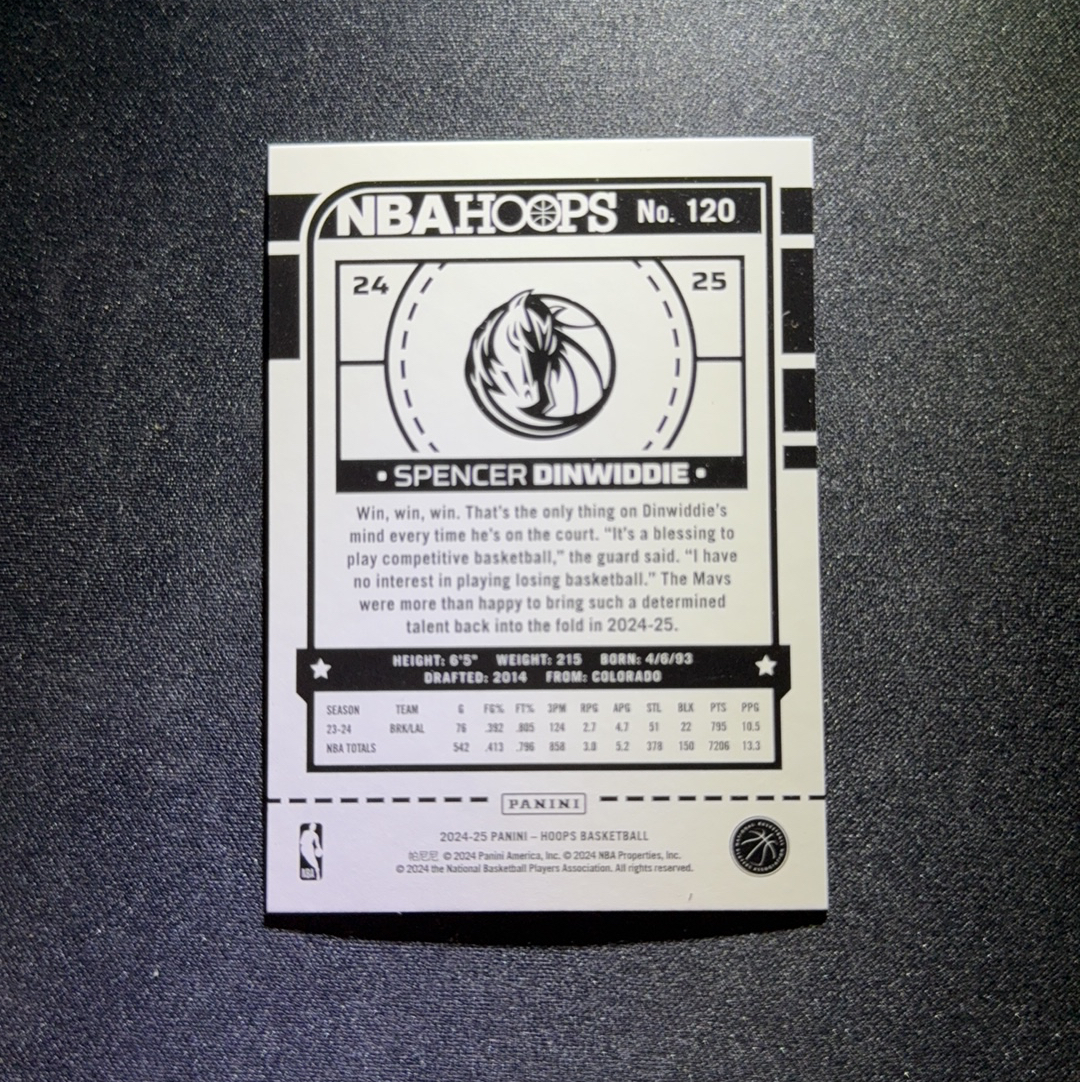 NBA HOOPS No. 120
24 25
• SPENCER DINWIDDIE •
Win, win, win. That's the only thing on Dinwiddie's
mind every time he's on the court. “It's a blessing to
play competitive basketball,” the guard said. “I have
no interest in playing losing basketball.” The Mavs
were more than happy to bring such a determined
talent back into the fold in 2024-25.
HEIGHT: 6'5" WEIGHT: 215 BORN: 4/6/93
DRAFTED: 2014 FROM: COLORADO
SEASON TEAM G FG% FT% 3PM RPG APG STL BLK PTS PPG
23-24 BRK/LAL 76 .392 .805 124 2.7 4.7 51 22 795 10.5
NBA TOTALS 542 .413 .796 858 3.0 5.2 378 150 7206 13.3
PANINI
2024-25 PANINI – HOOPS BASKETBALL
帕尼尼 © 2024 Panini America, Inc. © 2024 NBA Properties, Inc.
© 2024 the National Basketball Players Association. All rights reserved.
NBA